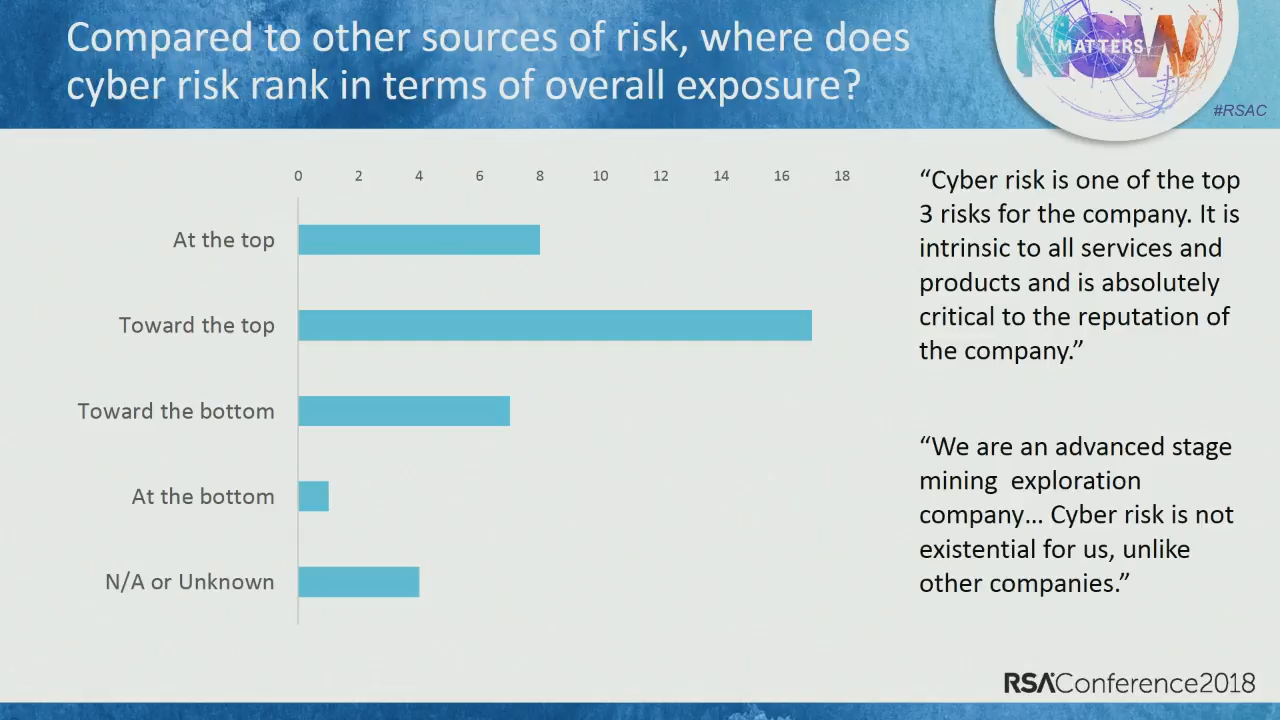 Compared to other sources of risk, where does
cyber risk rank in terms of overall exposure?
NOW
MATTERS
#RSAC
0 2 4 6 8 10 12 14 16 18
At the top
Toward the top
Toward the bottom
At the bottom
N/A or Unknown
“Cyber risk is one of the top
3 risks for the company. It is
intrinsic to all services and
products and is absolutely
critical to the reputation of
the company.”
“We are an advanced stage
mining exploration
company... Cyber risk is not
existential for us, unlike
other companies.”
RSAConference2018